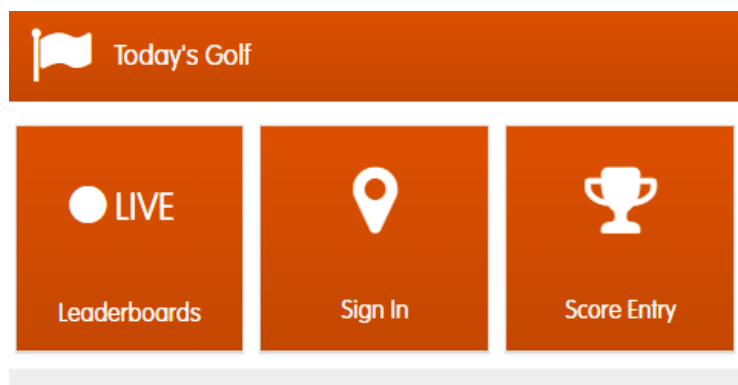 Today's Golf
LIVE
Leaderboards
Sign In
Score Entry